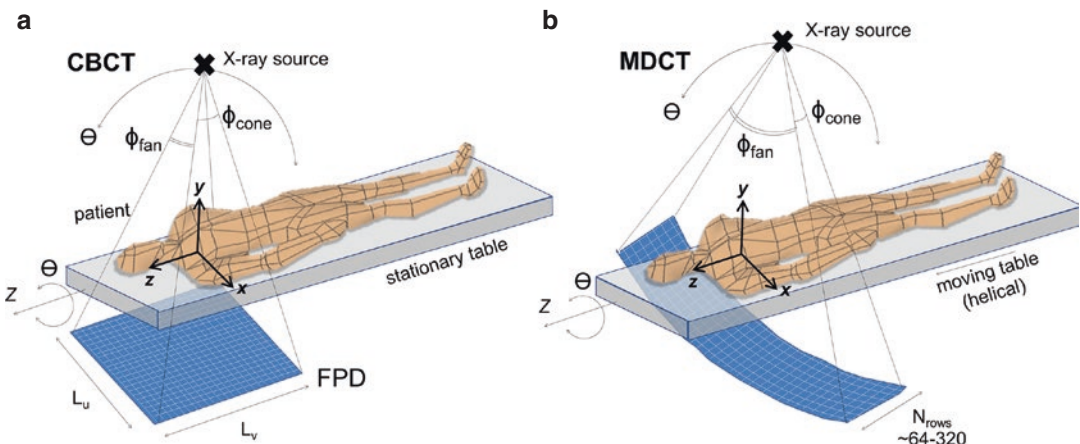 a
CBCT
X-ray source
Θ
ϕfan
ϕcone
patient
y
z
x
stationary table
Θ
Z
FPD
Lu
Lv
b
MDCT
X-ray source
Θ
ϕcone
ϕfan
y
z
x
moving table
(helical)
Θ
Z
Nrows
~64-320